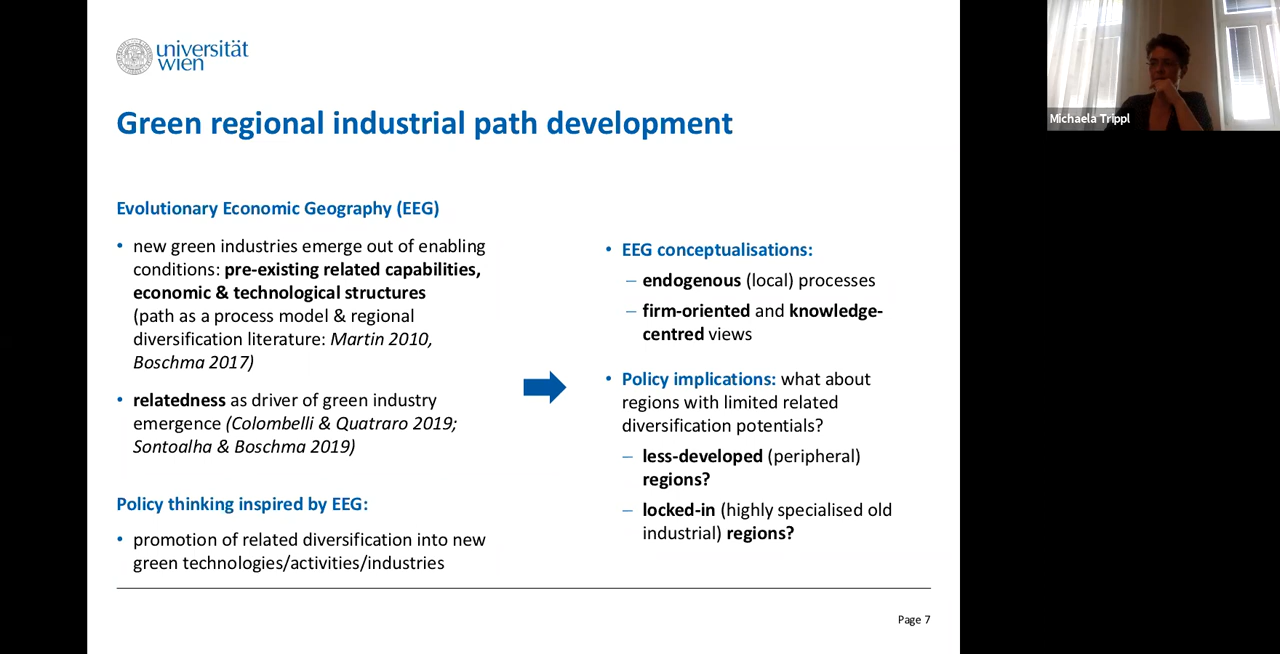 universität
wien
Green regional industrial path development
Evolutionary Economic Geography (EEG)
• new green industries emerge out of enabling
conditions: pre-existing related capabilities,
economic & technological structures
(path as a process model & regional
diversification literature: Martin 2010,
Boschma 2017)
• relatedness as driver of green industry
emergence (Colombelli & Quatraro 2019;
Sontoalha & Boschma 2019)
Policy thinking inspired by EEG:
• promotion of related diversification into new
green technologies/activities/industries
• EEG conceptualisations:
– endogenous (local) processes
– firm-oriented and knowledge-
centred views
• Policy implications: what about
regions with limited related
diversification potentials?
– less-developed (peripheral)
regions?
– locked-in (highly specialised old
industrial) regions?
Page 7
Michaela Trippl